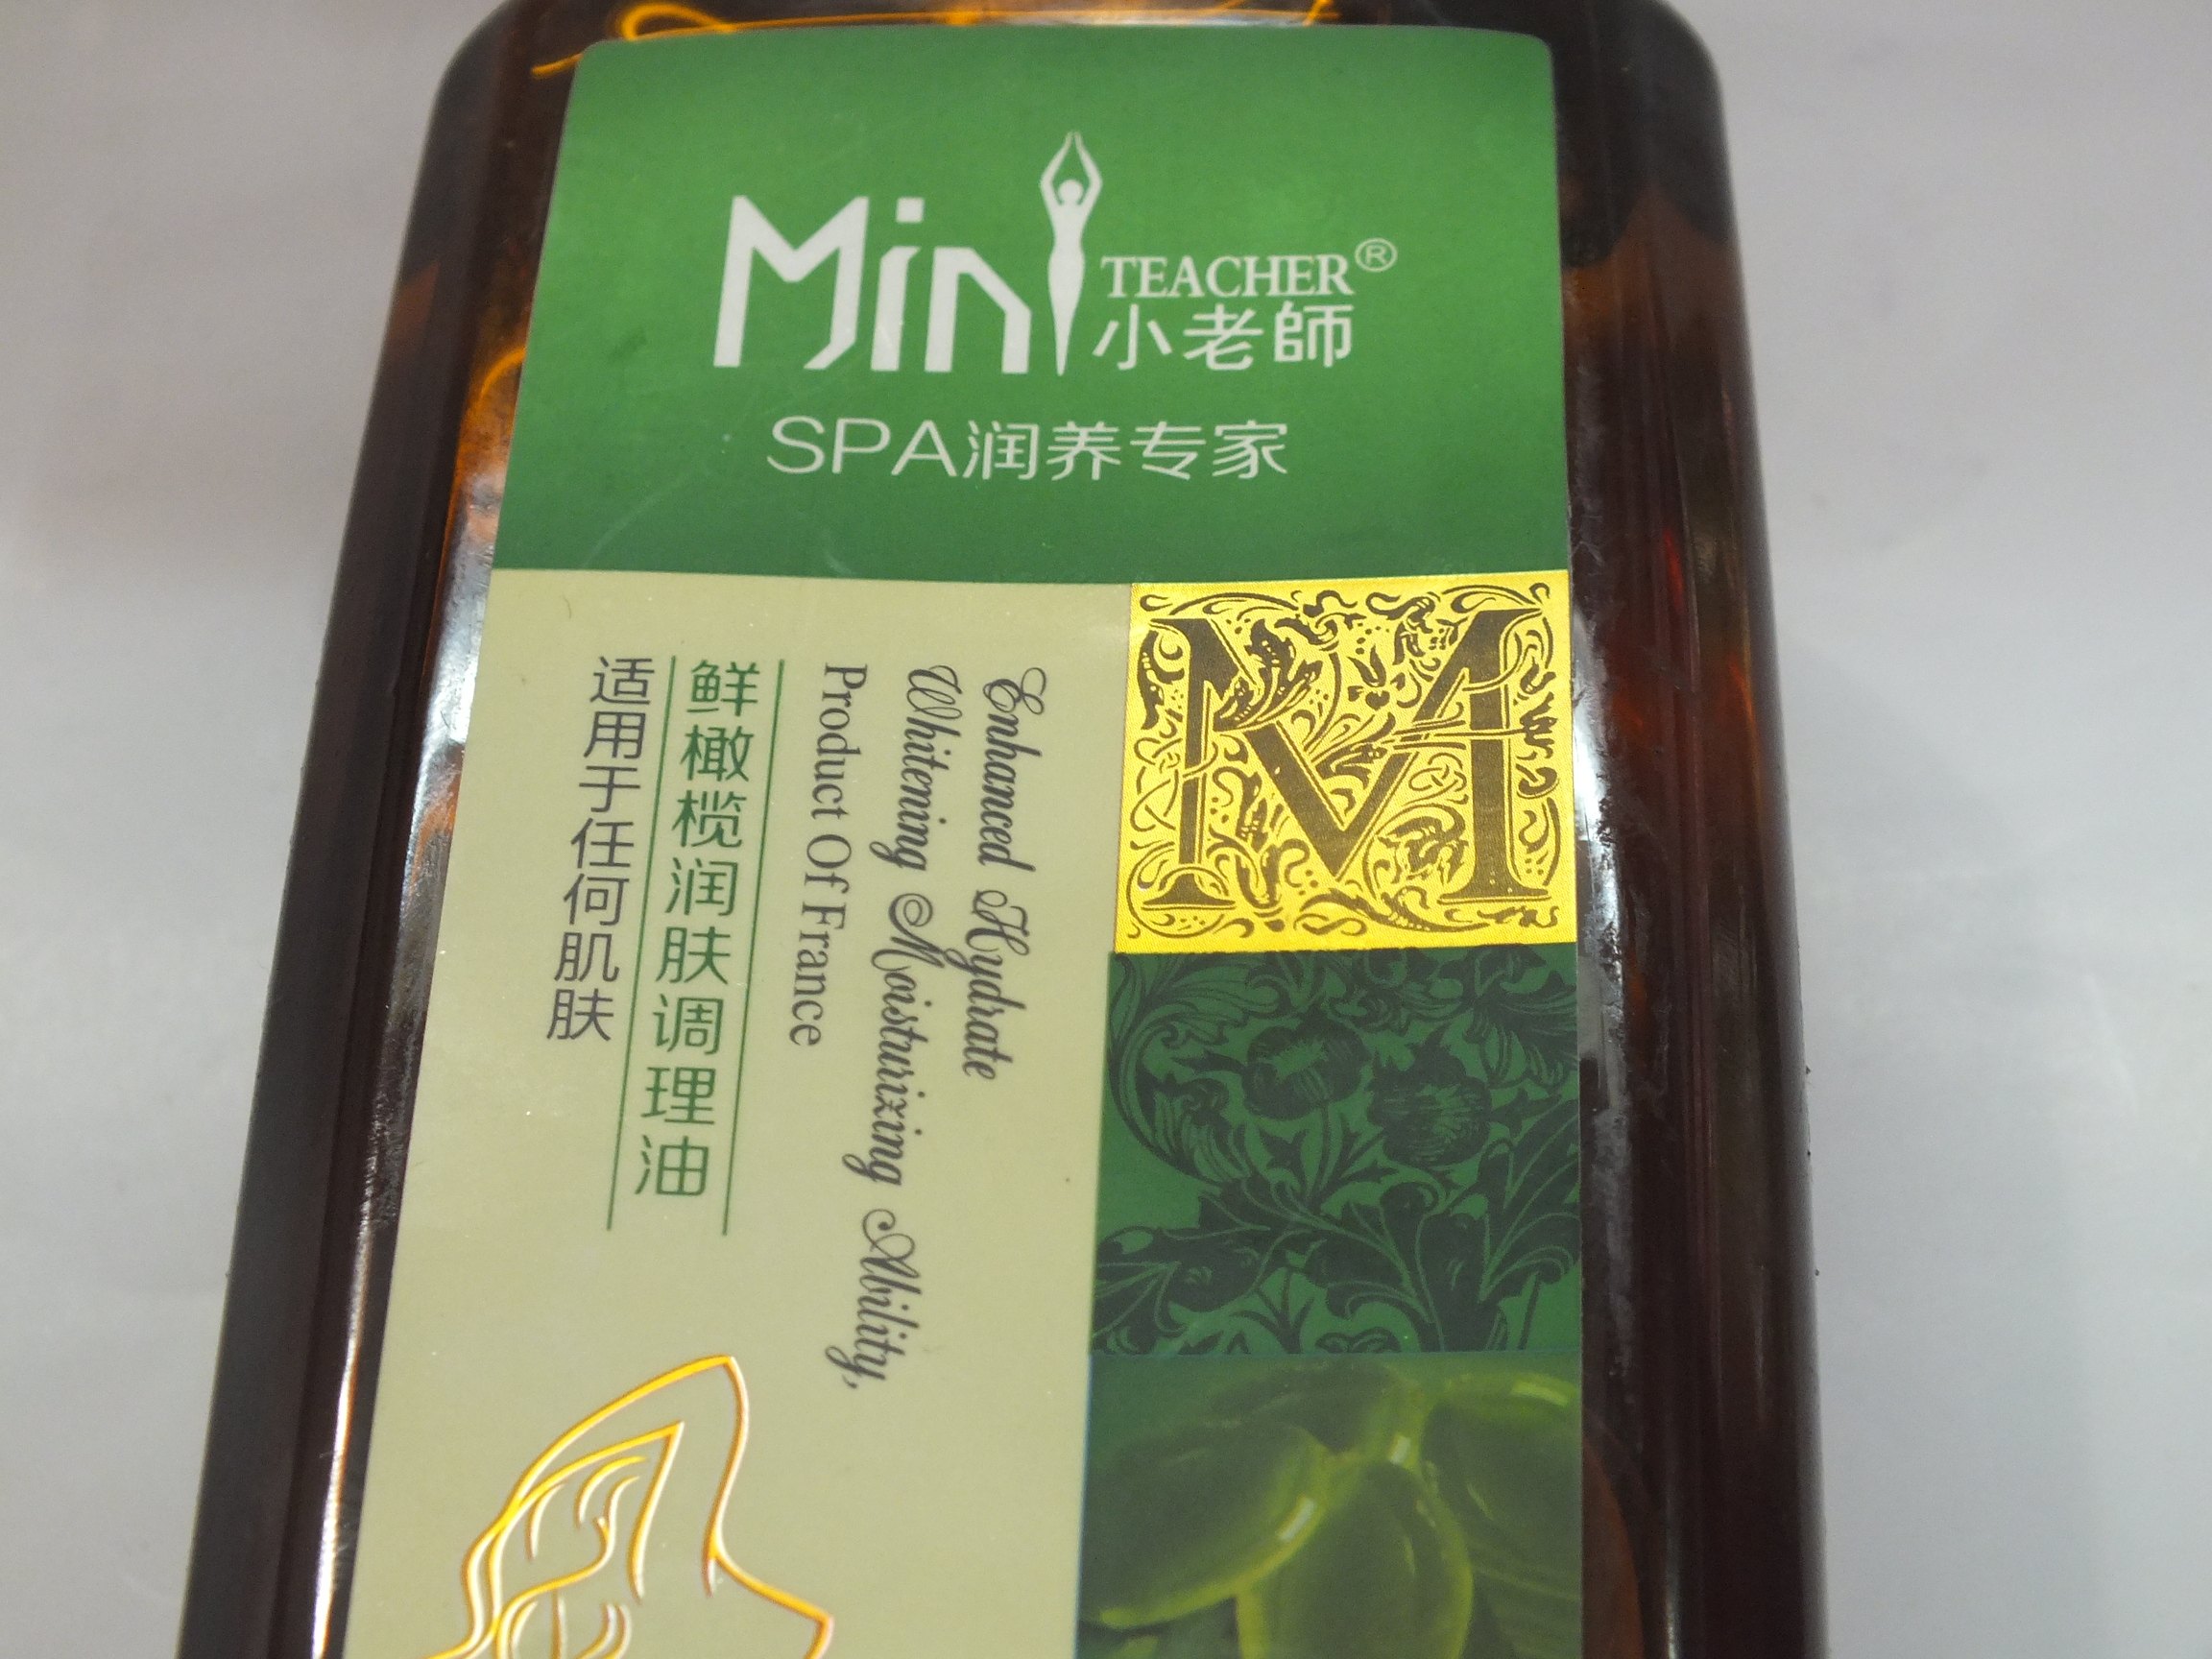 Mini TEACHER®
小老師
SPA润养专家
M
Enhanced Hydrate
Whitening Moisturizing Ability,
Product Of France
鲜橄榄润肤调理油
适用于任何肌肤